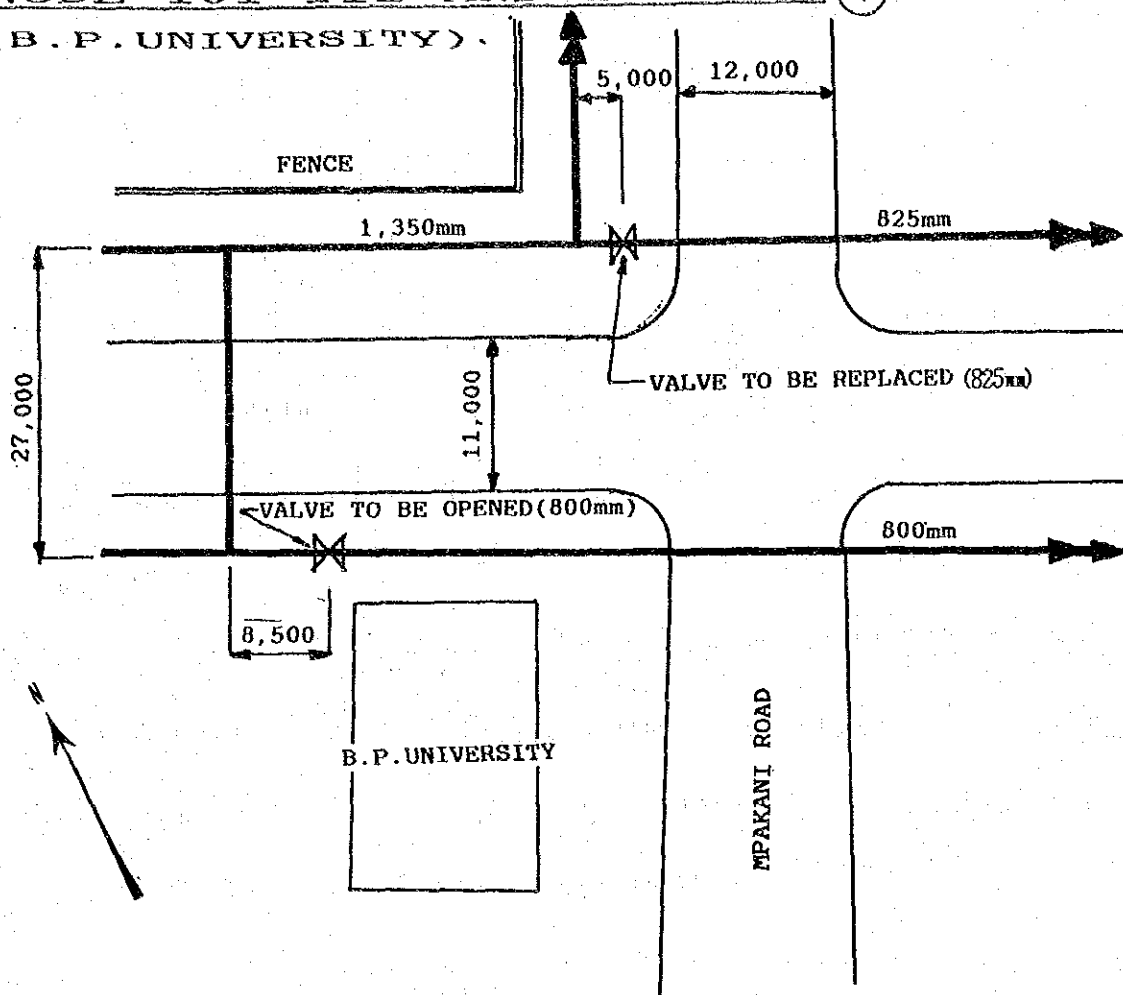 B.P.UNIVERSITY).
5,000
12,000
FENCE
1,350mm
825mm
27,000
11,000
VALVE TO BE REPLACED (825mm)
VALVE TO BE OPENED(800mm)
800mm
8,500
N
B.P.UNIVERSITY
MPAKANI ROAD